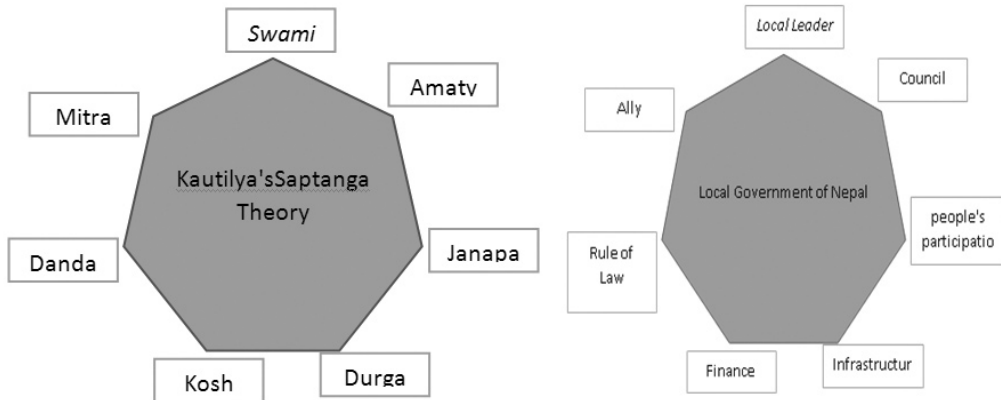 Swami
Amaty
Mitra
Kautilya'sSaptanga
Theory
Danda
Janapa
Kosh
Durga
Local Leader
Council
Ally
Local Government of Nepal
people's
participatio
Rule of
Law
Finance
Infrastructur